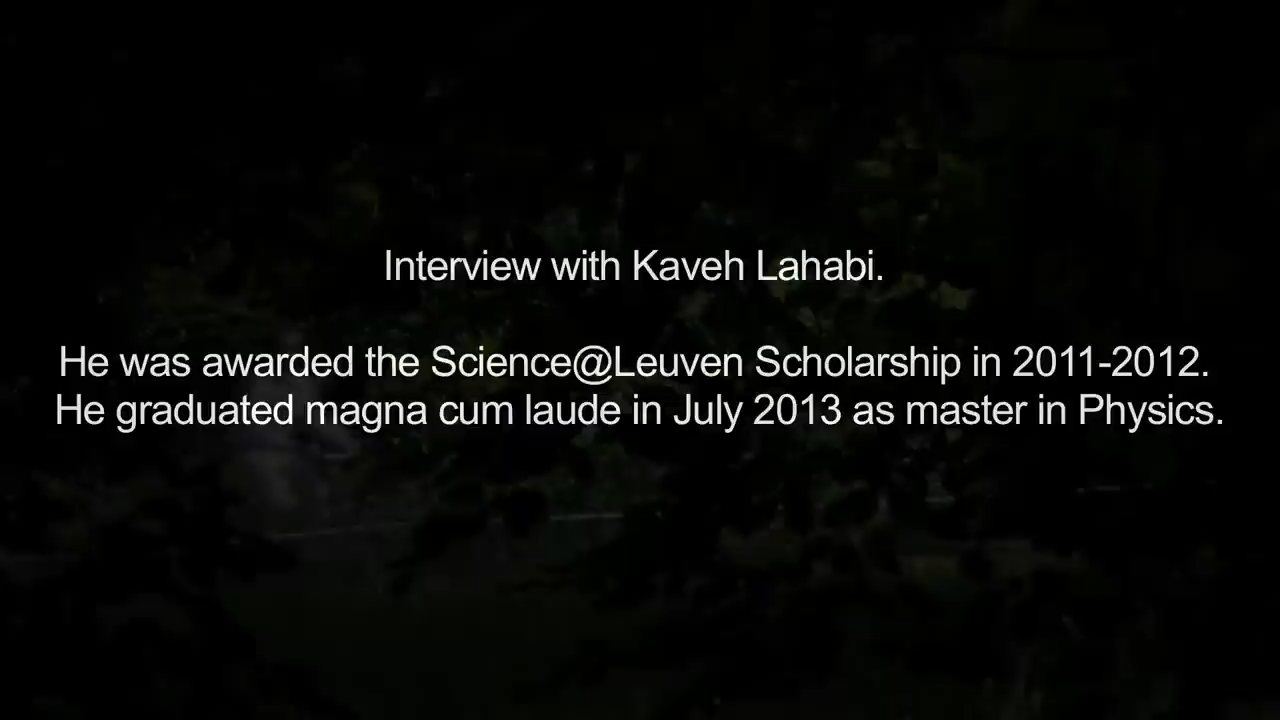 Interview with Kaveh Lahabi.
He was awarded the Science@Leuven Scholarship in 2011-2012.
He graduated magna cum laude in July 2013 as master in Physics.